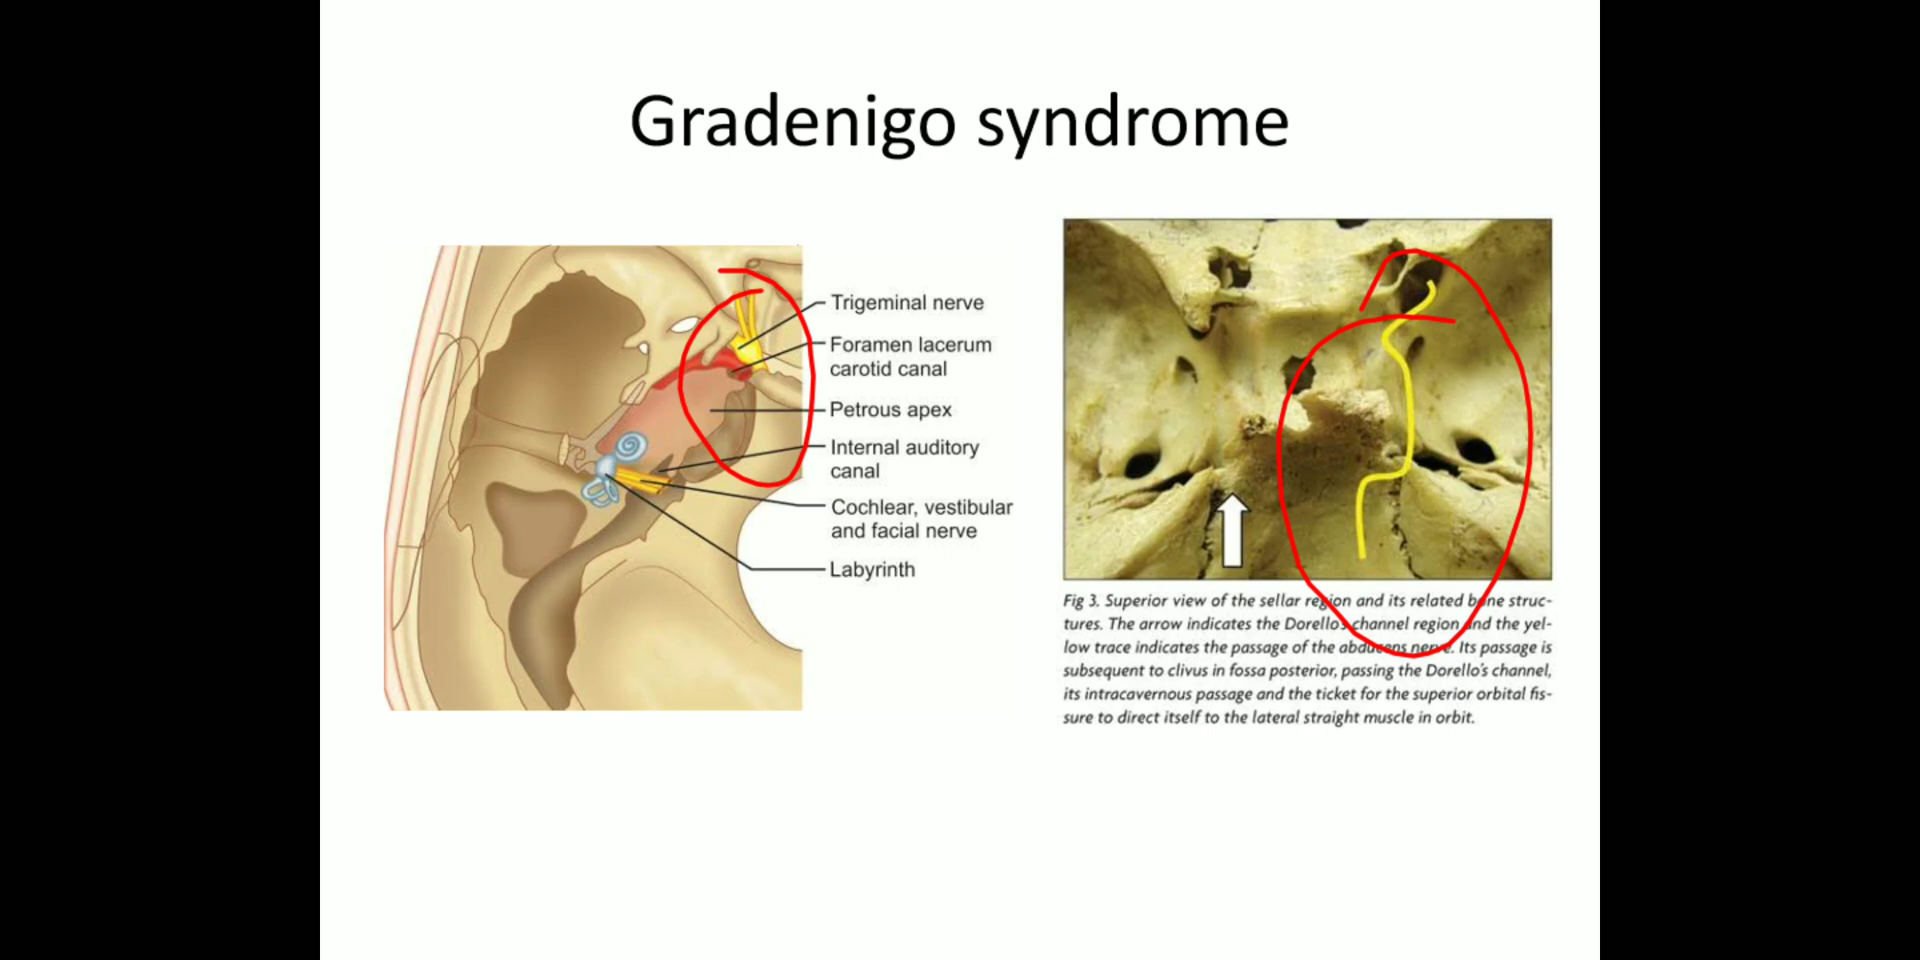 Gradenigo syndrome
Trigeminal nerve
Foramen lacerum
carotid canal
Petrous apex
Internal auditory
canal
Cochlear, vestibular
and facial nerve
Labyrinth
Fig 3. Superior view of the sellar region and its related bone struc-
tures. The arrow indicates the Dorello's channel region and the yel-
low trace indicates the passage of the abducens nerve. Its passage is
subsequent to clivus in fossa posterior, passing the Dorello's channel,
its intracavernous passage and the ticket for the superior orbital fis-
sure to direct itself to the lateral straight muscle in orbit.